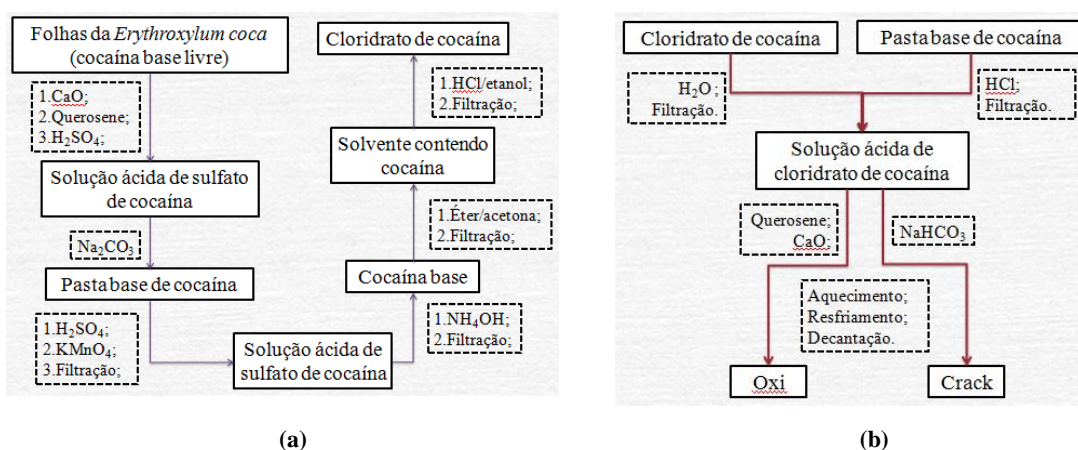 Folhas da Erythroxylum coca
(cocaína base livre)
1.CaO;
2.Querosene;
3.H₂SO₄;
Solução ácida de sulfato
de cocaína
Na₂CO₃
Pasta base de cocaína
1.H₂SO₄;
2.KMnO₄;
3.Filtração;
Solução ácida de
sulfato de cocaína
1.NH₄OH;
2.Filtração;
Cocaína base
1.Éter/acetona;
2.Filtração;
Solvente contendo
cocaína
1.HCl/etanol;
2.Filtração;
Cloridrato de cocaína
(a)
Cloridrato de cocaína
Pasta base de cocaína
H₂O;
Filtração.
HCl;
Filtração.
Solução ácida de
cloridrato de cocaína
Querosene;
CaO;
NaHCO₃
Aquecimento;
Resfriamento;
Decantação.
Oxi
Crack
(b)